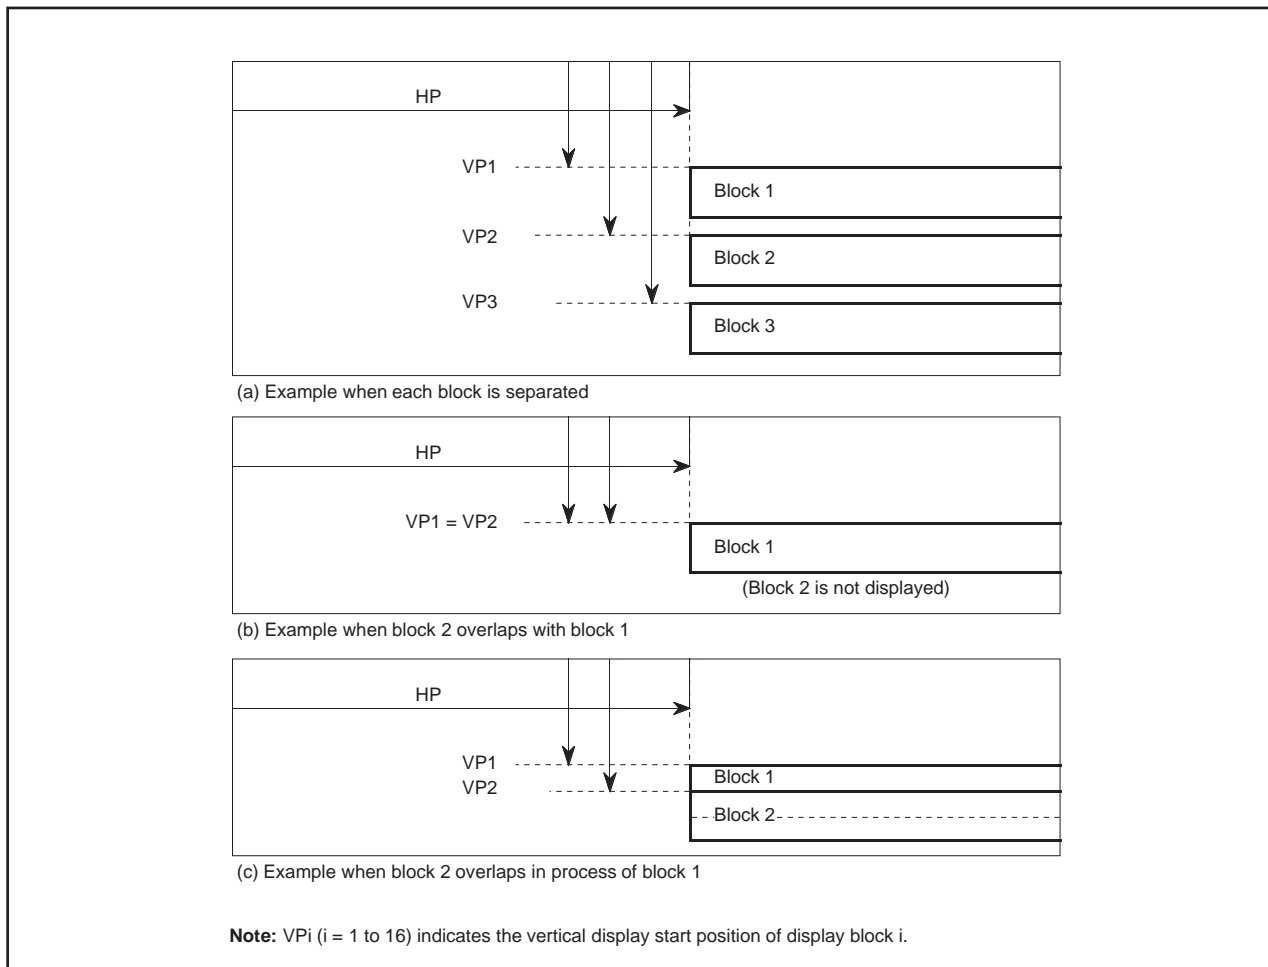 HP
VP1
Block 1
VP2
Block 2
VP3
Block 3
(a) Example when each block is separated
HP
VP1 = VP2
Block 1
(Block 2 is not displayed)
(b) Example when block 2 overlaps with block 1
HP
VP1
Block 1
VP2
Block 2
(c) Example when block 2 overlaps in process of block 1
Note: VPi (i = 1 to 16) indicates the vertical display start position of display block i.